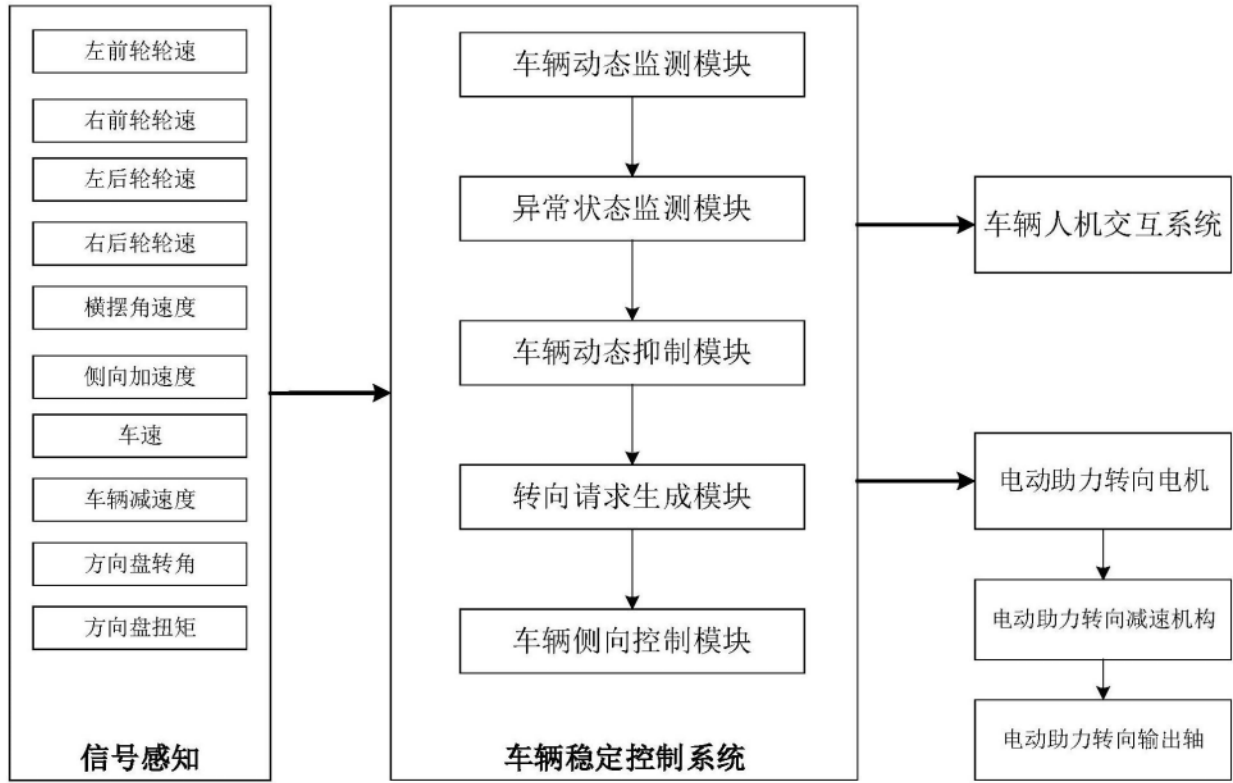 左前轮轮速
右前轮轮速
左后轮轮速
右后轮轮速
横摆角速度
侧向加速度
车速
车辆减速度
方向盘转角
方向盘扭矩
信号感知
车辆动态监测模块
异常状态监测模块
车辆动态抑制模块
转向请求生成模块
车辆侧向控制模块
车辆稳定控制系统
车辆人机交互系统
电动助力转向电机
电动助力转向减速机构
电动助力转向输出轴